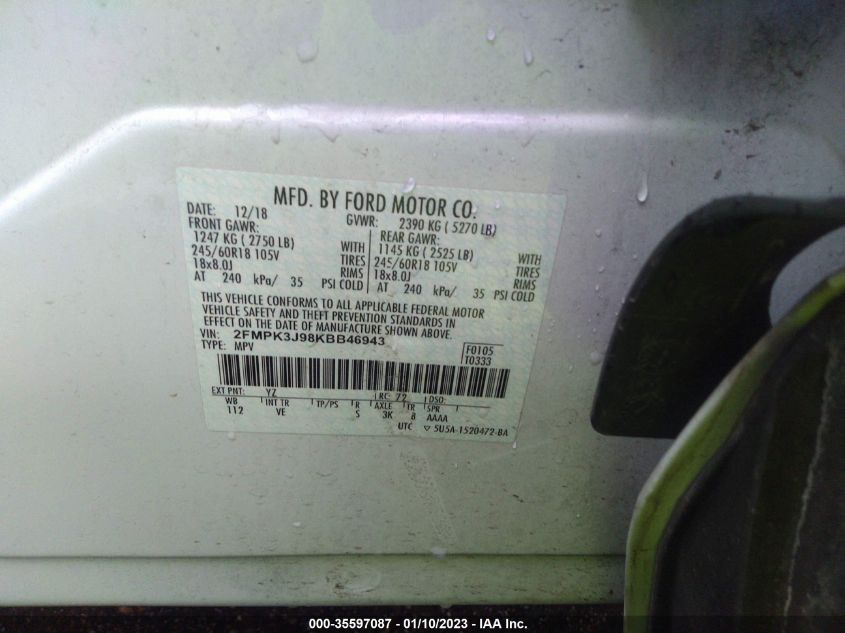 MFD. BY FORD MOTOR CO.
DATE: 12/18 GVWR: 2390 KG ( 5270 LB)
FRONT GAWR: REAR GAWR:
1247 KG ( 2750 LB) WITH 1145 KG ( 2525 LB) WITH
245/60R18 105V TIRES 245/60R18 105V TIRES
18x8.0J RIMS 18x8.0J RIMS
AT 240 kPa/ 35 PSI COLD AT 240 kPa/ 35 PSI COLD
THIS VEHICLE CONFORMS TO ALL APPLICABLE FEDERAL MOTOR
VEHICLE SAFETY AND THEFT PREVENTION STANDARDS IN
EFFECT ON THE DATE OF MANUFACTURE SHOWN ABOVE.
VIN: 2FMPK3J98KBB46943
TYPE: MPV F0105
T0333
EXT PNT: YZ RC: 72 DSO:
WB INT TR TP/PS R AXLE TR SPR
112 VE S 3K 8 AAAA
UTC ▽ 5U5A-1520472-BA
000-35597087 - 01/10/2023 - IAA Inc.